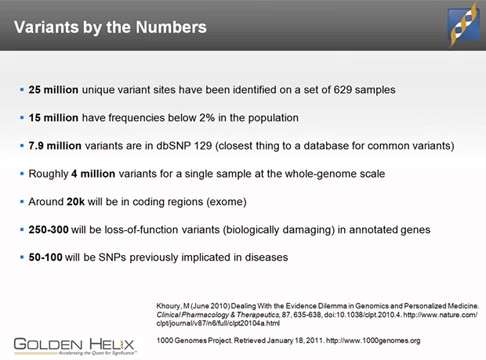 Variants by the Numbers
25 million unique variant sites have been identified on a set of 629 samples
15 million have frequencies below 2% in the population
7.9 million variants are in dbSNP 129 (closest thing to a database for common variants)
Roughly 4 million variants for a single sample at the whole-genome scale
Around 20k will be in coding regions (exome)
250-300 will be loss-of-function variants (biologically damaging) in annotated genes
50-100 will be SNPs previously implicated in diseases
Khoury, M (June 2010) Dealing With the Evidence Dilemma in Genomics and Personalized Medicine.
Clinical Pharmacology & Therapeutics, 87, 635-638, doi:10.1038/clpt.2010.4. http://www.nature.com/
clpt/journal/v87/n6/full/clpt20104a.html
1000 Genomes Project. Retrieved January 18, 2011. http://www.1000genomes.org
GOLDEN HELIX
Accelerating the Quest for Significance™